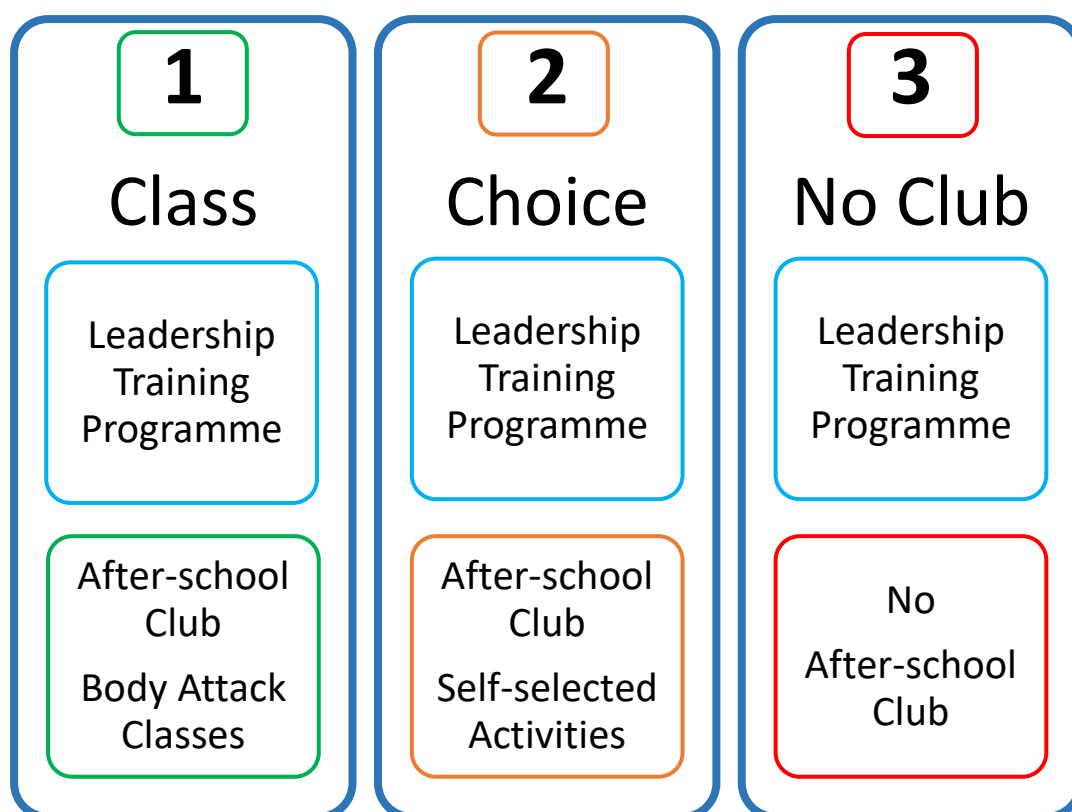 1
Class
Leadership
Training
Programme
After-school
Club
Body Attack
Classes
2
Choice
Leadership
Training
Programme
After-school
Club
Self-selected
Activities
3
No Club
Leadership
Training
Programme
No
After-school
Club